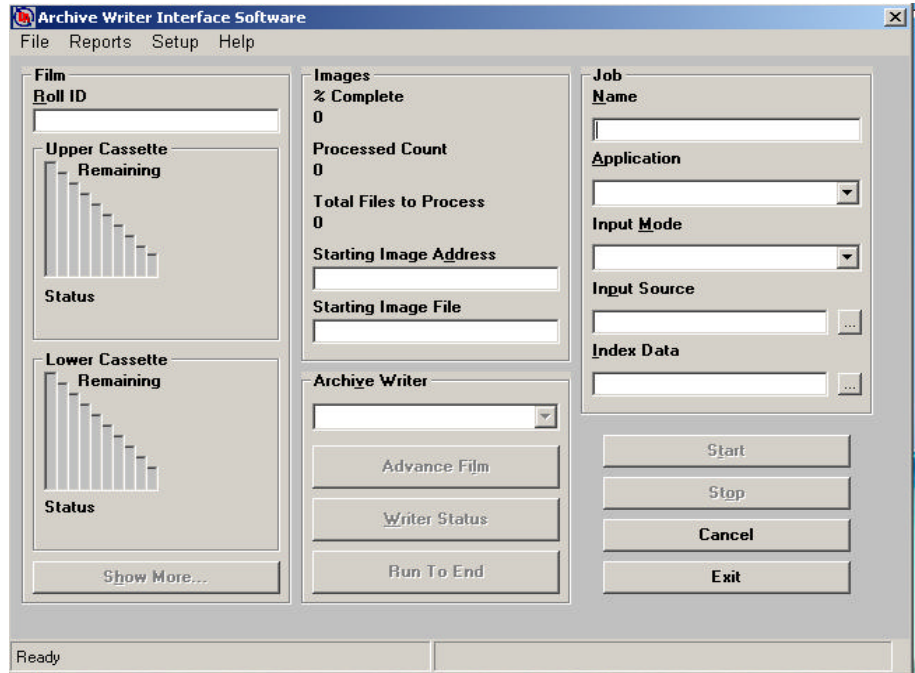 Archive Writer Interface Software
File Reports Setup Help
Film
Roll ID
Upper Cassette
Remaining
Status
Lower Cassette
Remaining
Status
Show More...
Images
% Complete
0
Processed Count
0
Total Files to Process
0
Starting Image Address
Starting Image File
Archive Writer
Advance Film
Writer Status
Run To End
Job
Name
Application
Input Mode
Input Source
...
Index Data
...
Start
Stop
Cancel
Exit
Ready